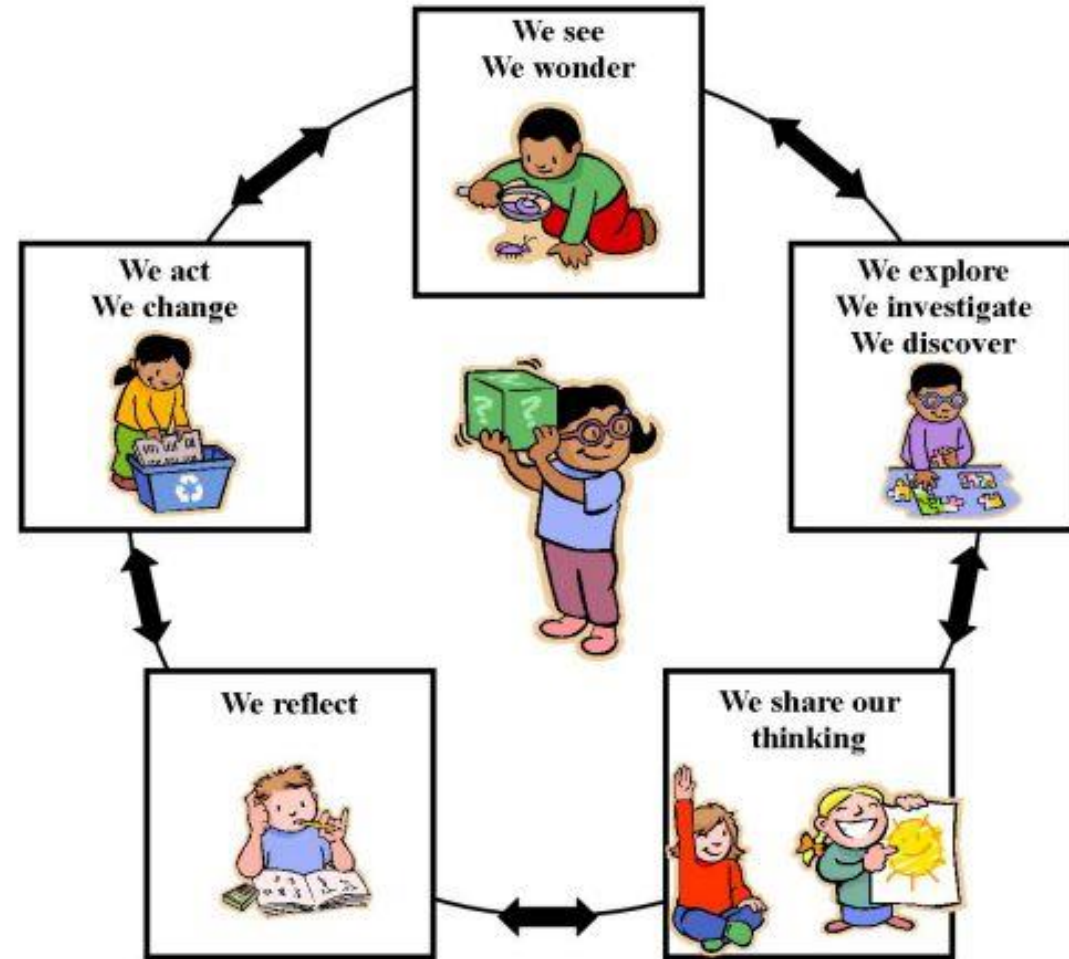 We see
We wonder
We explore
We investigate
We discover
We share our
thinking
We reflect
We act
We change